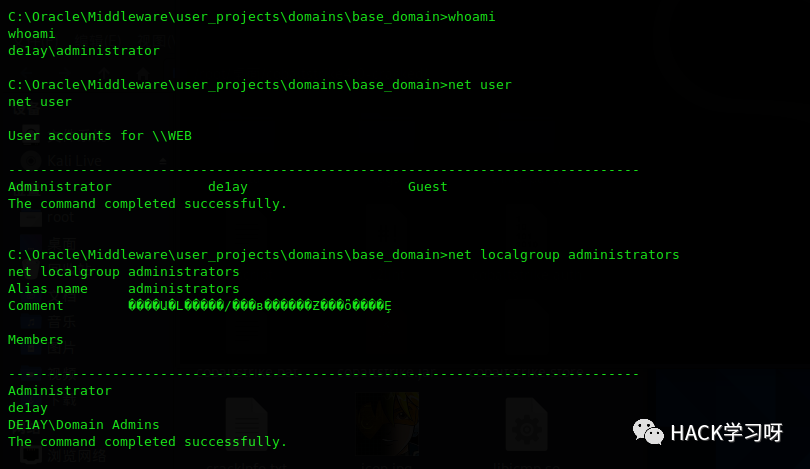 C:\Oracle\Middleware\user_projects\domains\base_domain>whoami
whoami
de1ay\administrator
C:\Oracle\Middleware\user_projects\domains\base_domain>net user
net user
User accounts for \\WEB
-------------------------------------------------------------------------------
Administrator            de1ay                    Guest
The command completed successfully.
C:\Oracle\Middleware\user_projects\domains\base_domain>net localgroup administrators
net localgroup administrators
Alias name     administrators
Comment        ����Ա�L�����/���в������Ƶ���ȫ����Ȩ
Members
-------------------------------------------------------------------------------
Administrator
de1ay
DE1AY\Domain Admins
The command completed successfully.
HACK学习呀